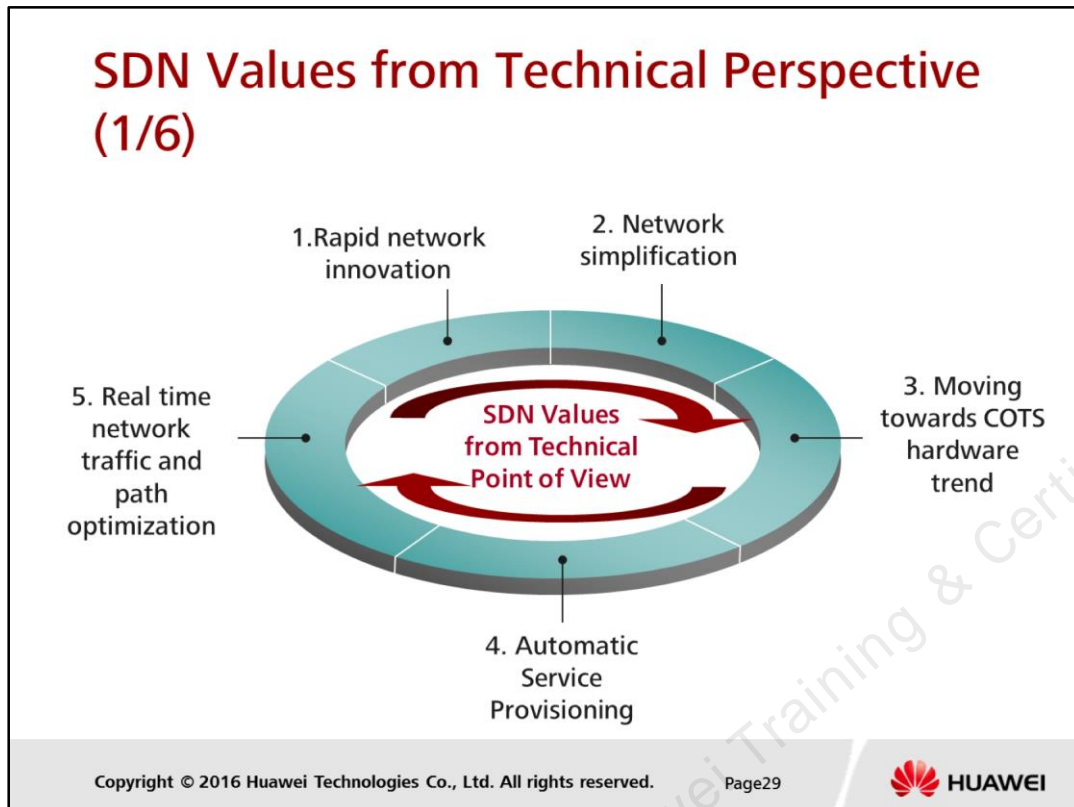 SDN Values from Technical Perspective
(1/6)
1.Rapid network
innovation
2. Network
simplification
3. Moving
towards COTS
hardware
trend
4. Automatic
Service
Provisioning
5. Real time
network
traffic and
path
optimization
SDN Values
from Technical
Point of View
Copyright © 2016 Huawei Technologies Co., Ltd. All rights reserved.
Page29
HUAWEI
Training & Certi